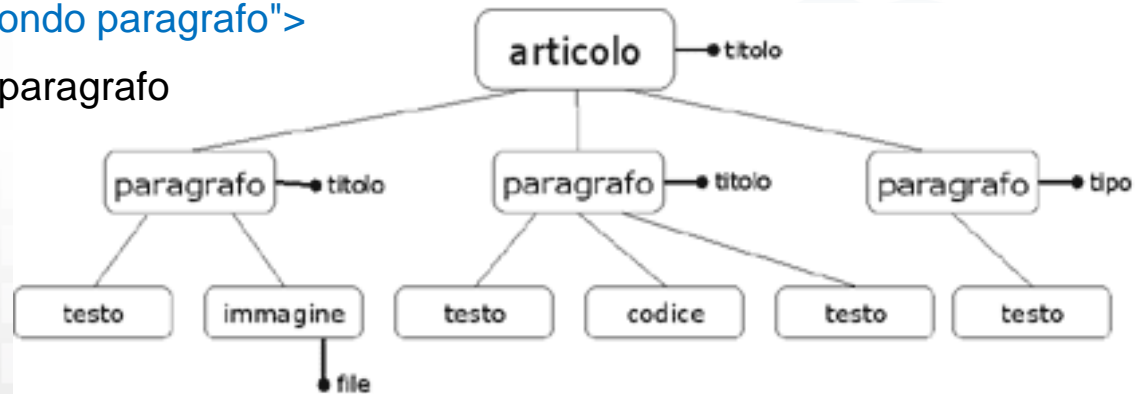 ondo paragrafo">
articolo titolo
paragrafo
paragrafo titolo paragrafo titolo paragrafo tipo
testo immagine testo codice testo testo
file